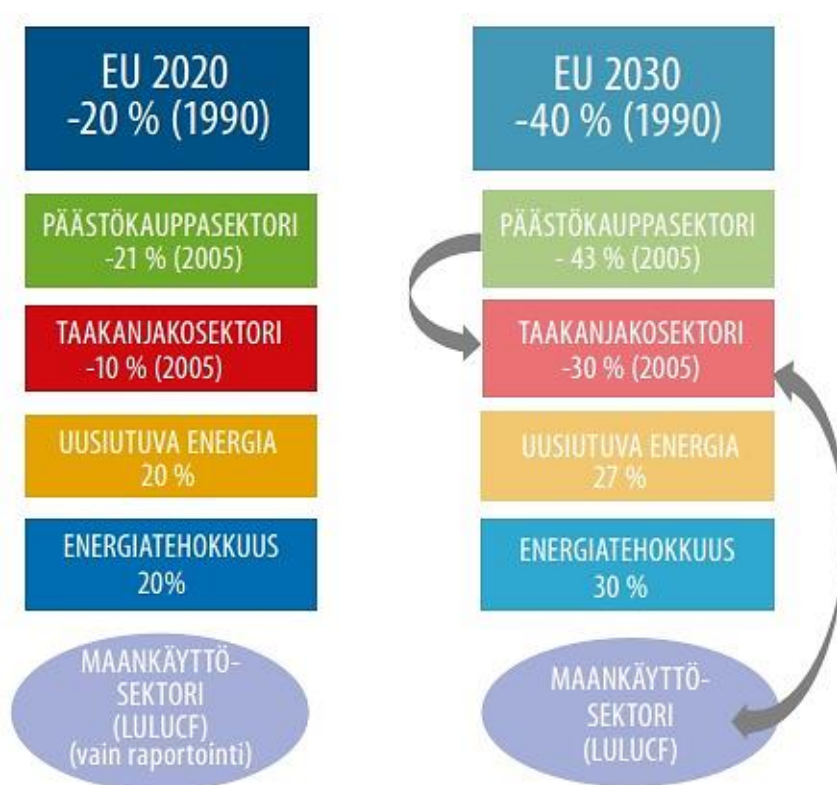 EU 2020
-20 % (1990)
PÄÄSTÖKAUPPASEKTORI
-21 % (2005)
TAAKANJAKOSEKTORI
-10 % (2005)
UUSIUTUVA ENERGIA
20 %
ENERGIATEHOKKUUS
20%
MAANKÄYTTÖ-
SEKTORI
(LULUCF)
(vain raportointi)
EU 2030
-40 % (1990)
PÄÄSTÖKAUPPASEKTORI
- 43 % (2005)
TAAKANJAKOSEKTORI
-30 % (2005)
UUSIUTUVA ENERGIA
27 %
ENERGIATEHOKKUUS
30 %
MAANKÄYTTÖ-
SEKTORI
(LULUCF)